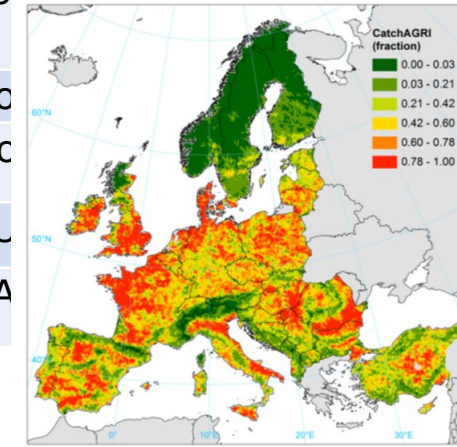 CatchAGRI
(fraction)
0.00 - 0.03
0.03 - 0.21
0.21 - 0.42
0.42 - 0.60
0.60 - 0.78
0.78 - 1.00
60°N
50°N
40°
0°
10°E
20°E
30°E